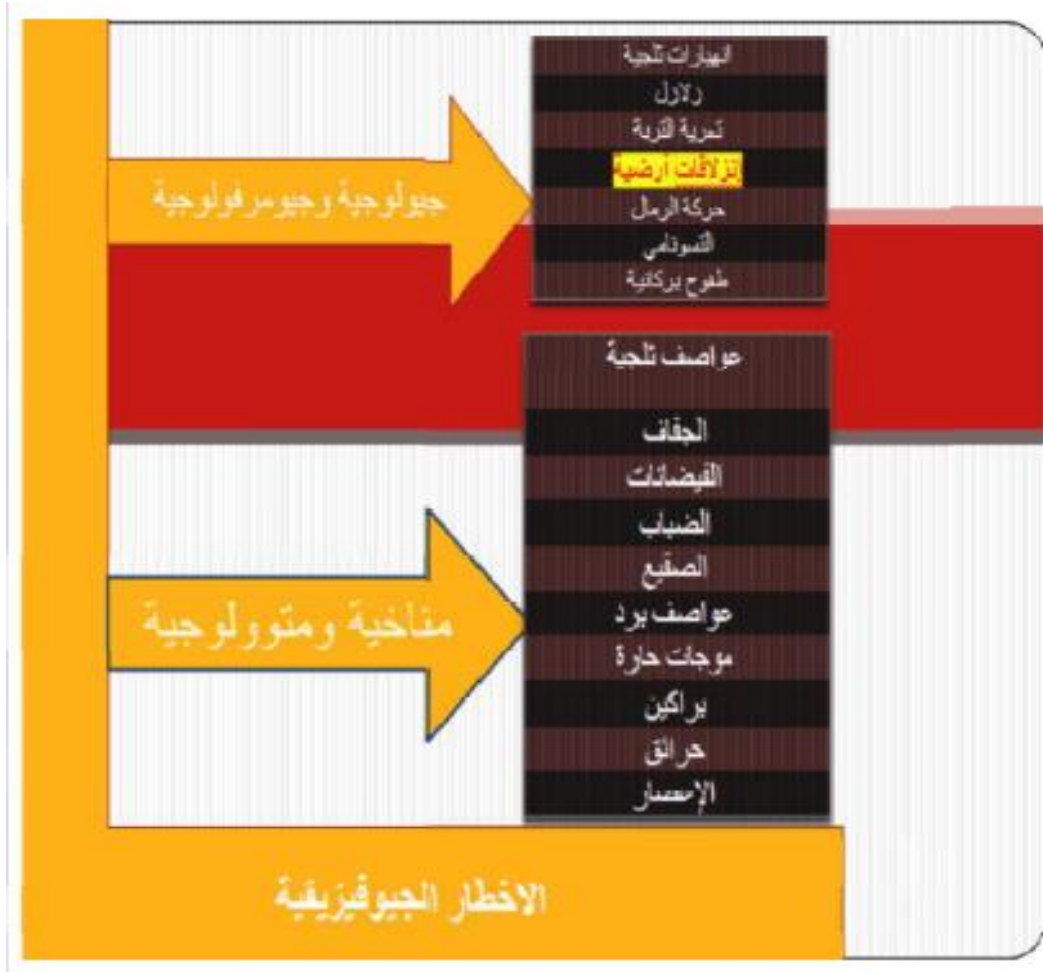 انهيارات ثلجية
زلازل
تعرية التربة
إنزلاقات أرضية
حركة الرمال
التسونامي
طفوح بركانية
جيولوجية وجيومرفولوجية
عواصف ثلجية
الجفاف
الفيضانات
الضباب
الصقيع
عواصف برد
موجات حارة
براكين
حرائق
الإعصار
مناخية ومتوولوجية
الاخطار الجيوفيزيقية